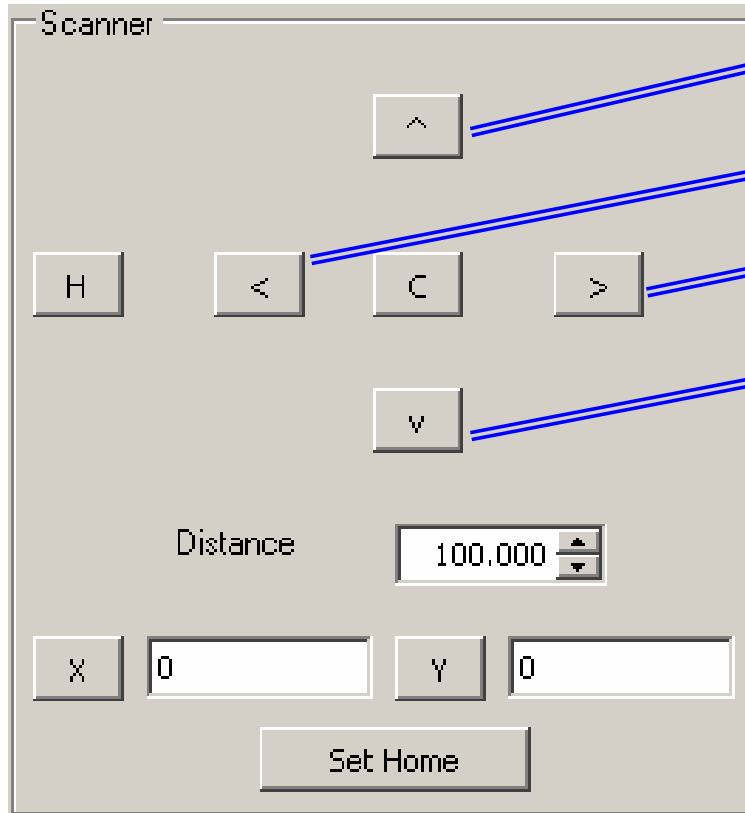 Scanner
^
H < C >
v
Distance 100.000
X 0 Y 0
Set Home